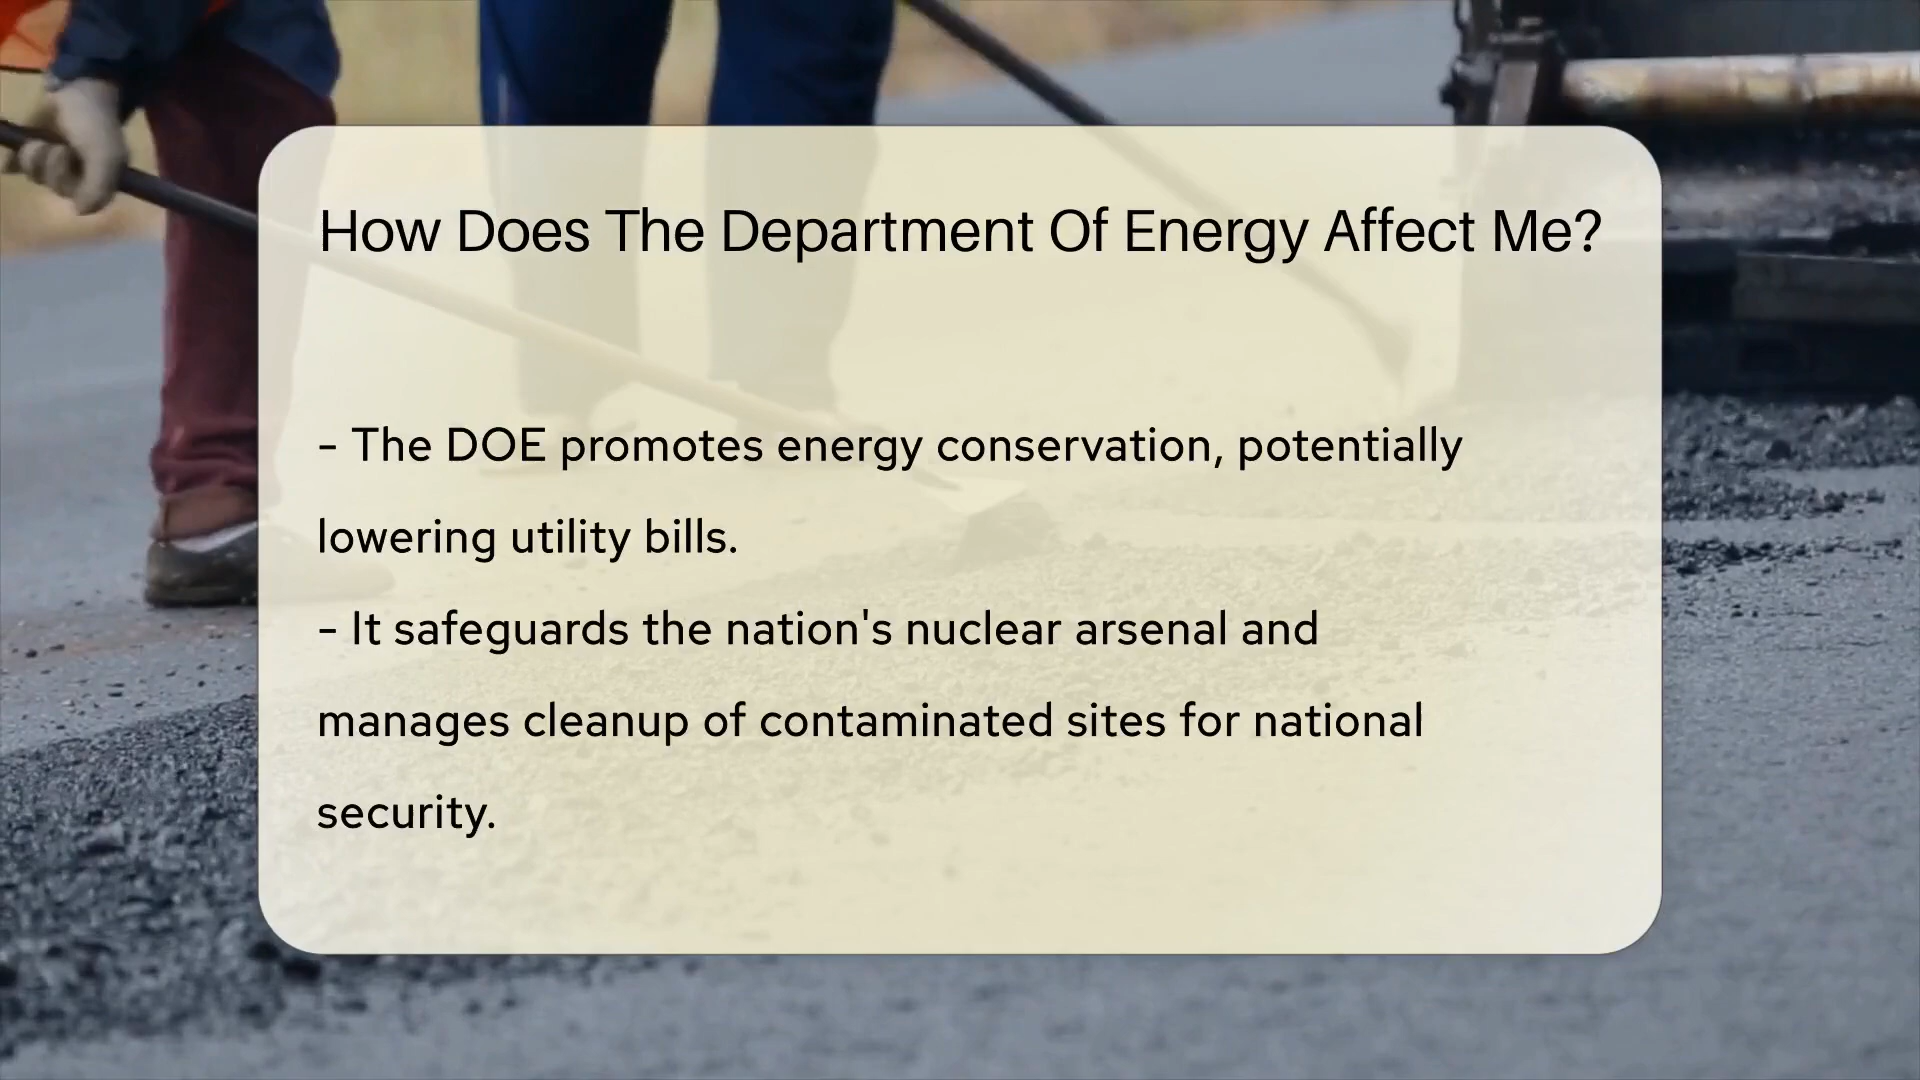 How Does The Department Of Energy Affect Me?
- The DOE promotes energy conservation, potentially
lowering utility bills.
- It safeguards the nation's nuclear arsenal and
manages cleanup of contaminated sites for national
security.